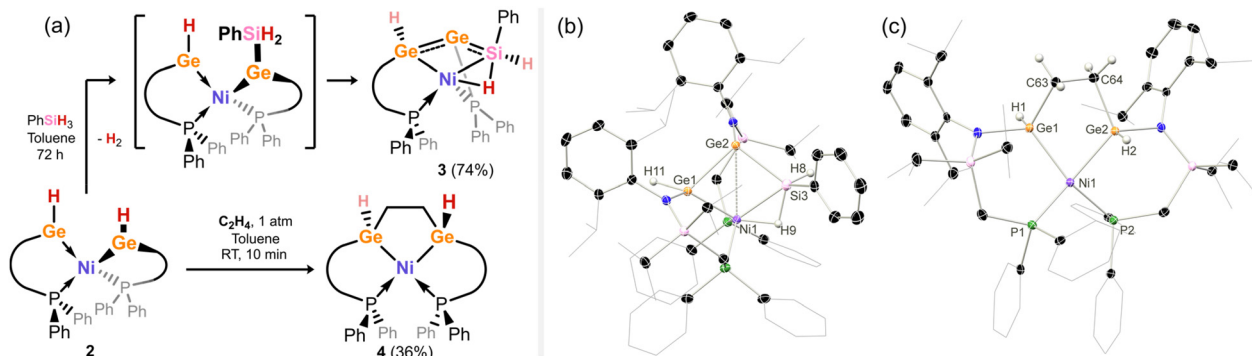 (a)
H
Ge
PhSiH2
Ge
Ni
P
Ph
Ph
P
Ph
Ph
PhSiH3
Toluene
72 h
- H2
H
Ge
Ge
Ph
Si
H
H
Ni
P
Ph
Ph
P
Ph
Ph
3 (74%)
H
Ge
H
Ge
Ni
P
Ph
Ph
P
Ph
Ph
2
C2H4, 1 atm
Toluene
RT, 10 min
H
Ge
H
Ge
Ni
P
Ph
Ph
P
Ph
Ph
4 (36%)
(b)
Ge2
H11
Ge1
H8
Si3
Ni1
H9
(c)
C63
C64
H1
Ge1
Ge2
H2
Ni1
P1
P2